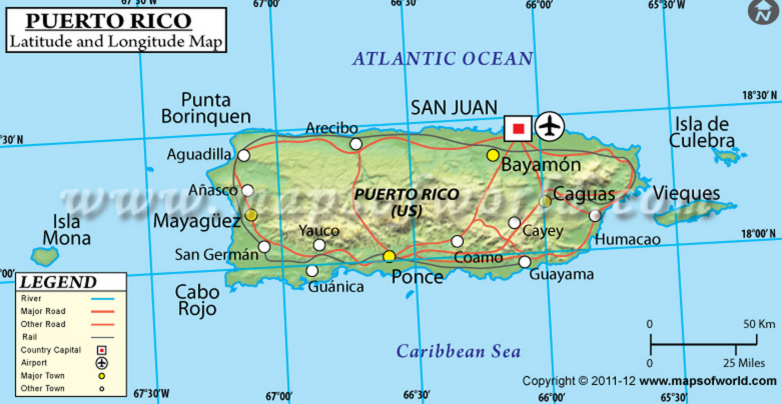 67°00'W
66°00'W
65°30'W
N
PUERTO RICO
Latitude and Longitude Map
ATLANTIC OCEAN
18°30'N
Punta
Borinquen
SAN JUAN
Isla de
Culebra
Arecibo
°30'N
Aguadilla
Bayamón
Añasco
PUERTO RICO
(US)
Caguas
Vieques
www.mapsofworld.com
Mayagüez
Isla
Mona
Yauco
Cayey
Humacao
18°00'N
San Germán
Coamo
°00'
Ponce
Guayama
LEGEND
River
Major Road
Other Road
Rail
Country Capital
Airport
Major Town
Other Town
Cabo
Rojo
Guánica
0 50 Km
0 25 Miles
Caribbean Sea
Copyright © 2011-12 www.mapsofworld.com
67°30'W
67°00'W
66°30'W
66°00'W
65°30'W